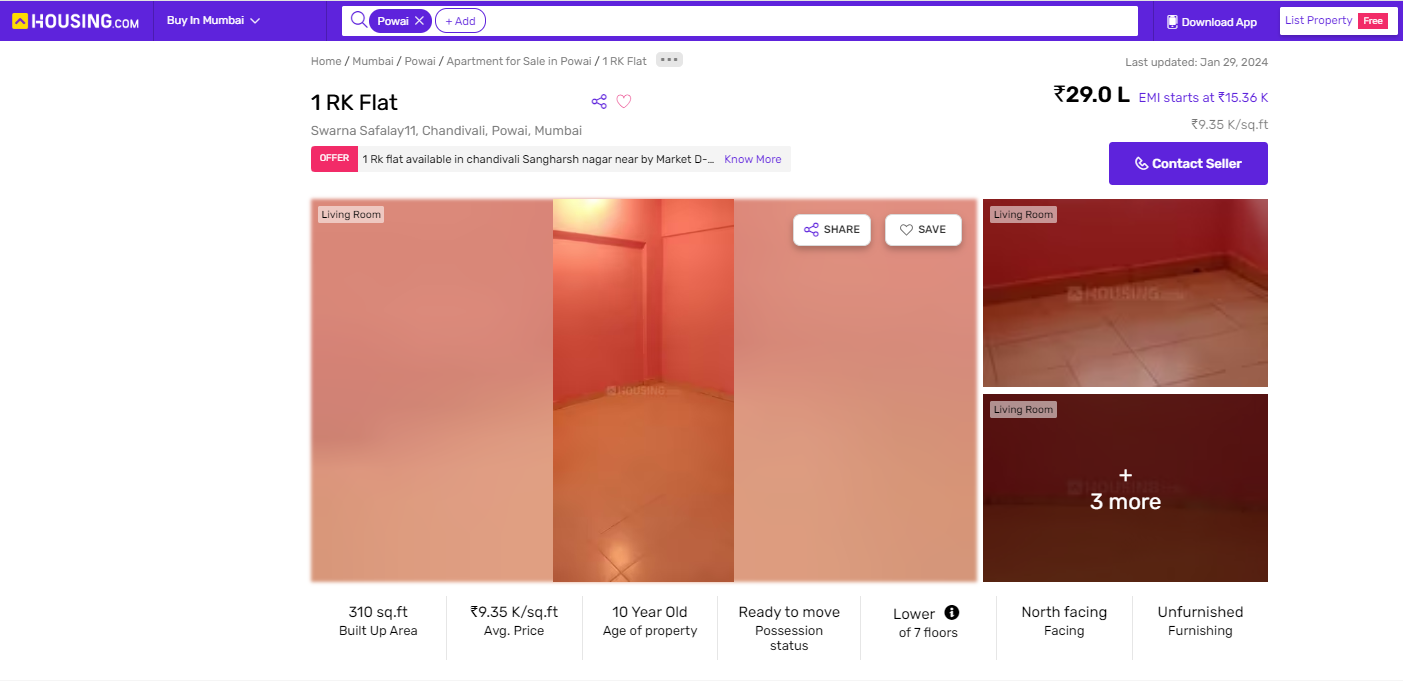 HOUSING.COM
Buy In Mumbai
Powai
+ Add
Download App
List Property Free
Home / Mumbai / Powai / Apartment for Sale in Powai / 1 RK Flat
Last updated: Jan 29, 2024
1 RK Flat
₹29.0 L EMI starts at ₹15.36 K
Swarna Safalay11, Chandivali, Powai, Mumbai
₹9.35 K/sq.ft
OFFER 1 Rk flat available in chandivali Sangharsh nagar near by Market D-... Know More
Contact Seller
Living Room
SHARE
SAVE
HOUSING.COM
Living Room
HOUSING.COM
Living Room
+
3 more
310 sq.ft
Built Up Area
₹9.35 K/sq.ft
Avg. Price
10 Year Old
Age of property
Ready to move
Possession
status
Lower
of 7 floors
North facing
Facing
Unfurnished
Furnishing